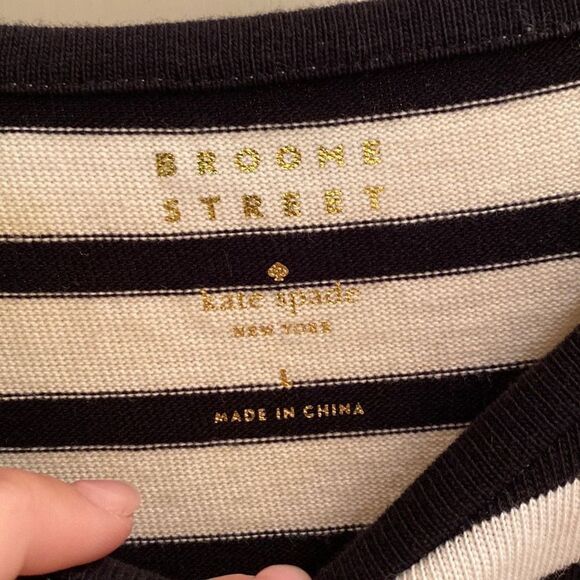 BROOME
STREET
kate spade
NEW YORK
L
MADE IN CHINA